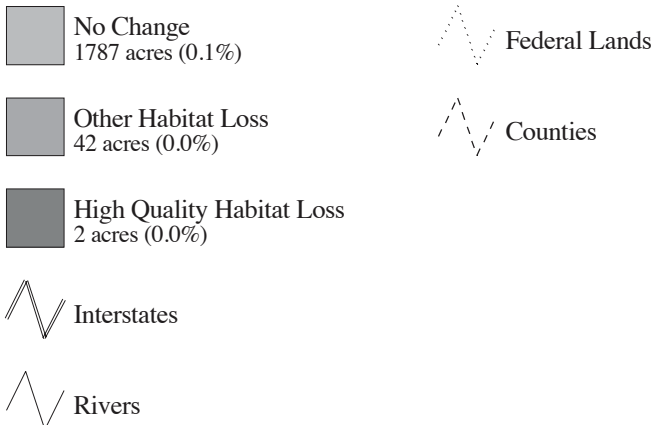 No Change
1787 acres (0.1%)
Other Habitat Loss
42 acres (0.0%)
High Quality Habitat Loss
2 acres (0.0%)
Interstates
Rivers
Federal Lands
Counties